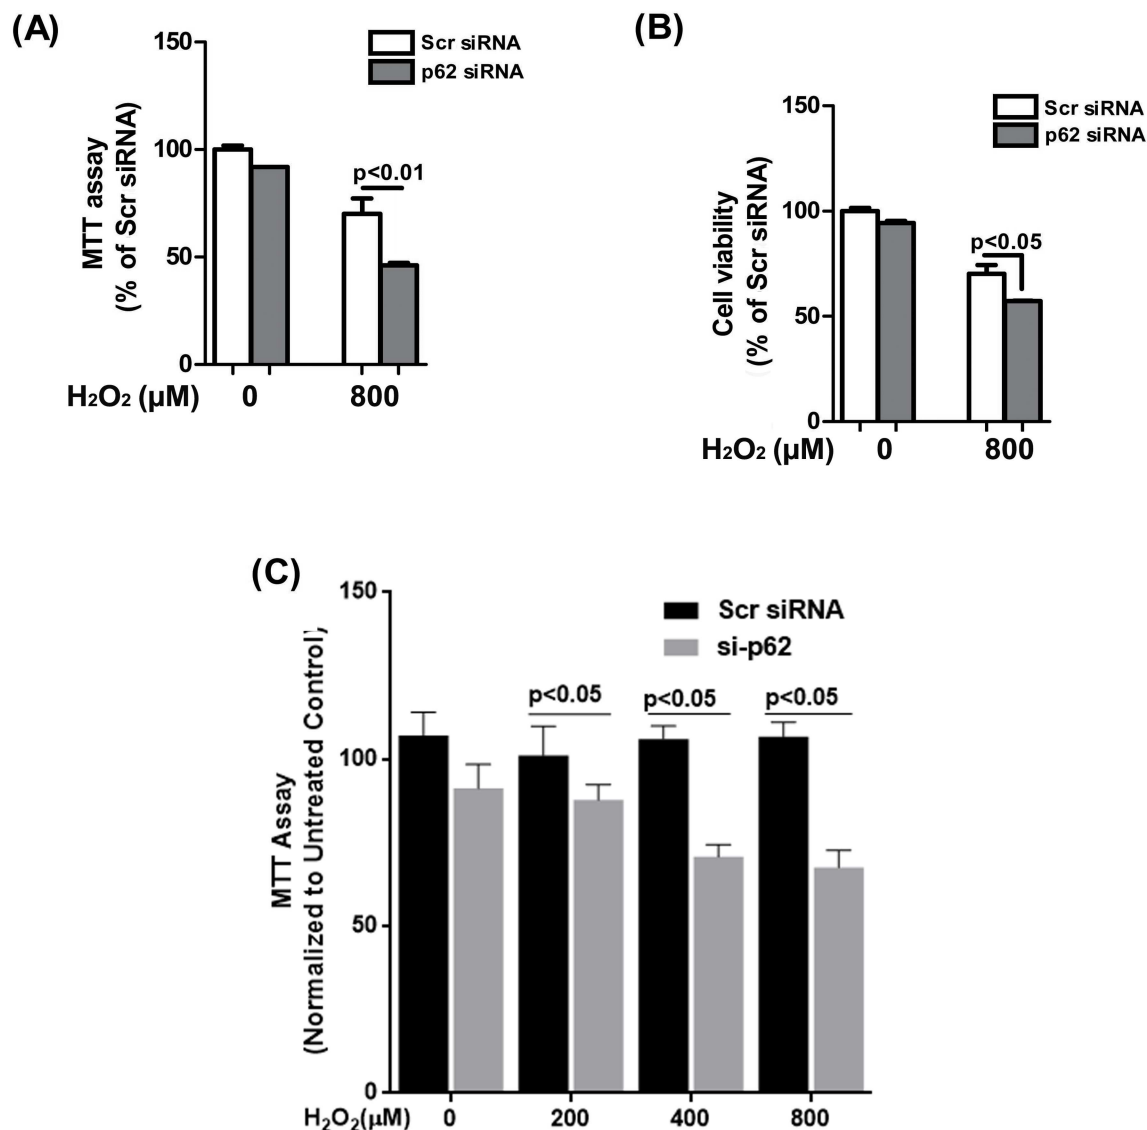 (A)
150
100
50
0
MTT assay
(% of Scr siRNA)
Scr siRNA
p62 siRNA
p<0.01
H₂O₂ (μM) 0 800
(B)
150
100
50
0
Cell viability
(% of Scr siRNA)
Scr siRNA
p62 siRNA
p<0.05
H₂O₂ (μM) 0 800
(C)
150
100
50
0
MTT Assay
(Normalized to Untreated Control)
Scr siRNA
si-p62
p<0.05
p<0.05
p<0.05
H₂O₂(μM) 0 200 400 800